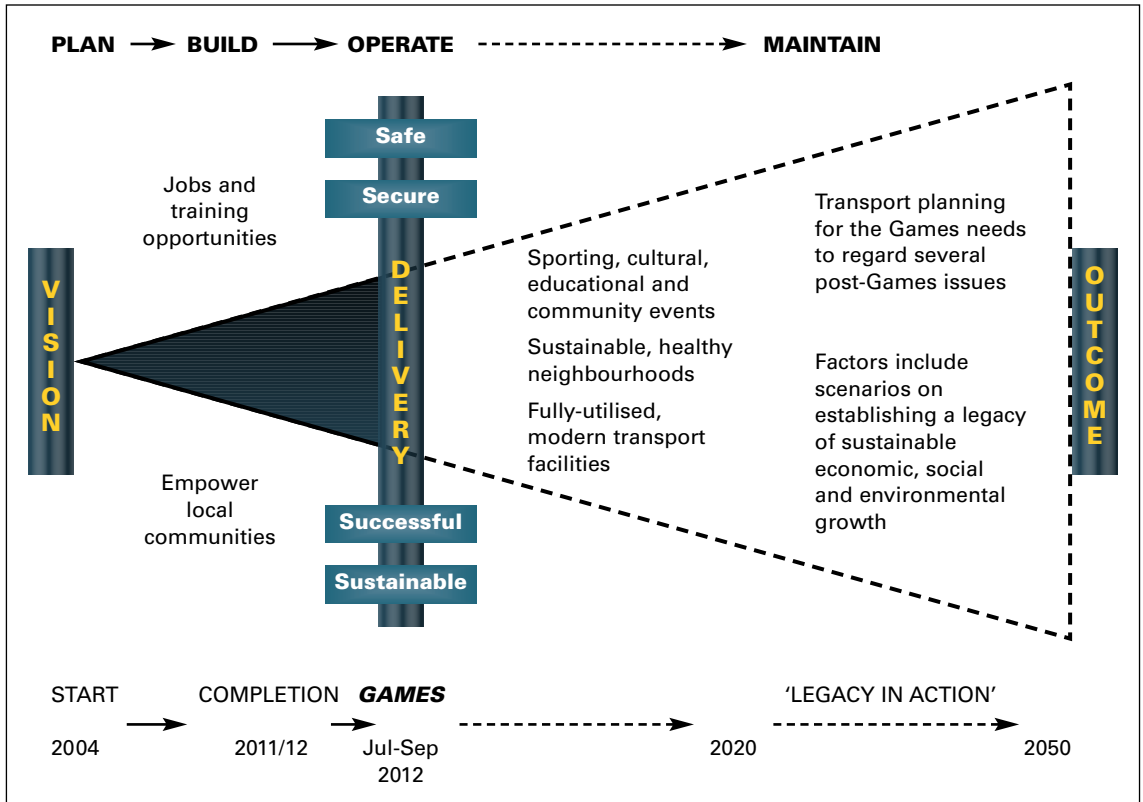 PLAN BUILD OPERATE MAINTAIN
Safe
Secure
Jobs and
training
opportunities
VISION
Empower
local
communities
DELIVERY
Successful
Sustainable
Sporting, cultural,
educational and
community events
Sustainable, healthy
neighbourhoods
Fully-utilised,
modern transport
facilities
Transport planning
for the Games needs
to regard several
post-Games issues
Factors include
scenarios on
establishing a legacy
of sustainable
economic, social
and environmental
growth
OUTCOME
START COMPLETION GAMES 'LEGACY IN ACTION'
2004 2011/12 Jul-Sep 2020 2050
2012